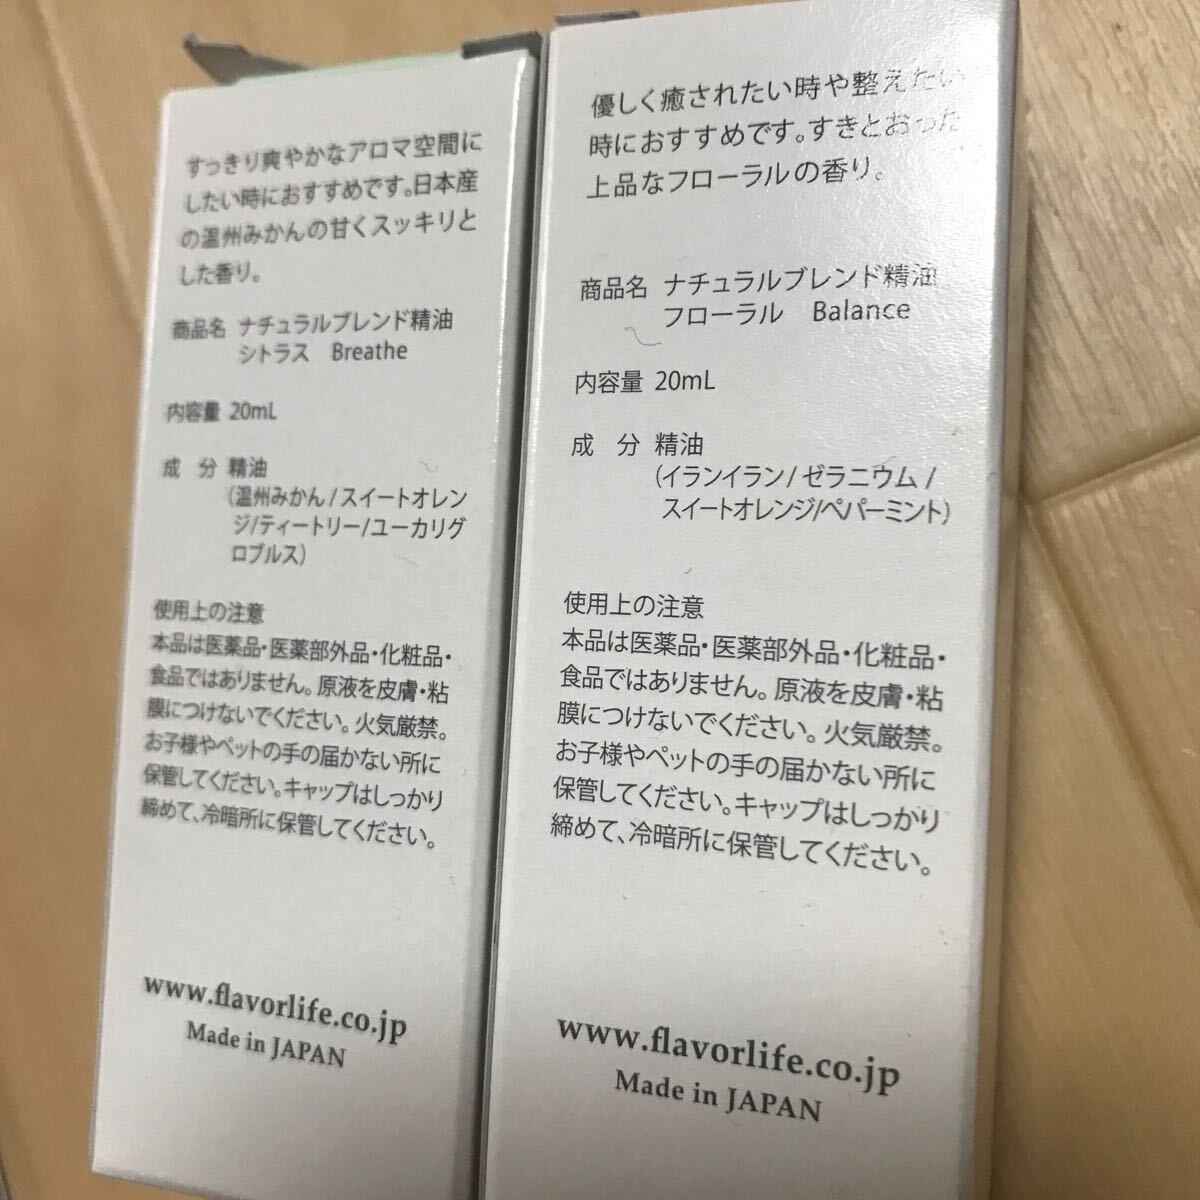 すっきり爽やかなアロマ空間に
したい時におすすめです。日本産
の温州みかんの甘くスッキリと
した香り。
商品名 ナチュラルブレンド精油
シトラス Breathe
内容量 20mL
成 分 精油
(温州みかん/スイートオレン
ジ/ティートリー/ユーカリグ
ロブルス)
使用上の注意
本品は医薬品・医薬部外品・化粧品・
食品ではありません。原液を皮膚・粘
膜につけないでください。火気厳禁。
お子様やペットの手の届かない所に
保管してください。キャップはしっかり
締めて、冷暗所に保管してください。
www.flavorlife.co.jp
Made in JAPAN
優しく癒されたい時や整えたい
時におすすめです。すきとおった
上品なフローラルの香り。
商品名 ナチュラルブレンド精油
フローラル Balance
内容量 20mL
成 分 精油
(イランイラン/ゼラニウム/
スイートオレンジ/ペパーミント)
使用上の注意
本品は医薬品・医薬部外品・化粧品・
食品ではありません。原液を皮膚・粘
膜につけないでください。火気厳禁。
お子様やペットの手の届かない所に
保管してください。キャップはしっかり
締めて、冷暗所に保管してください。
www.flavorlife.co.jp
Made in JAPAN